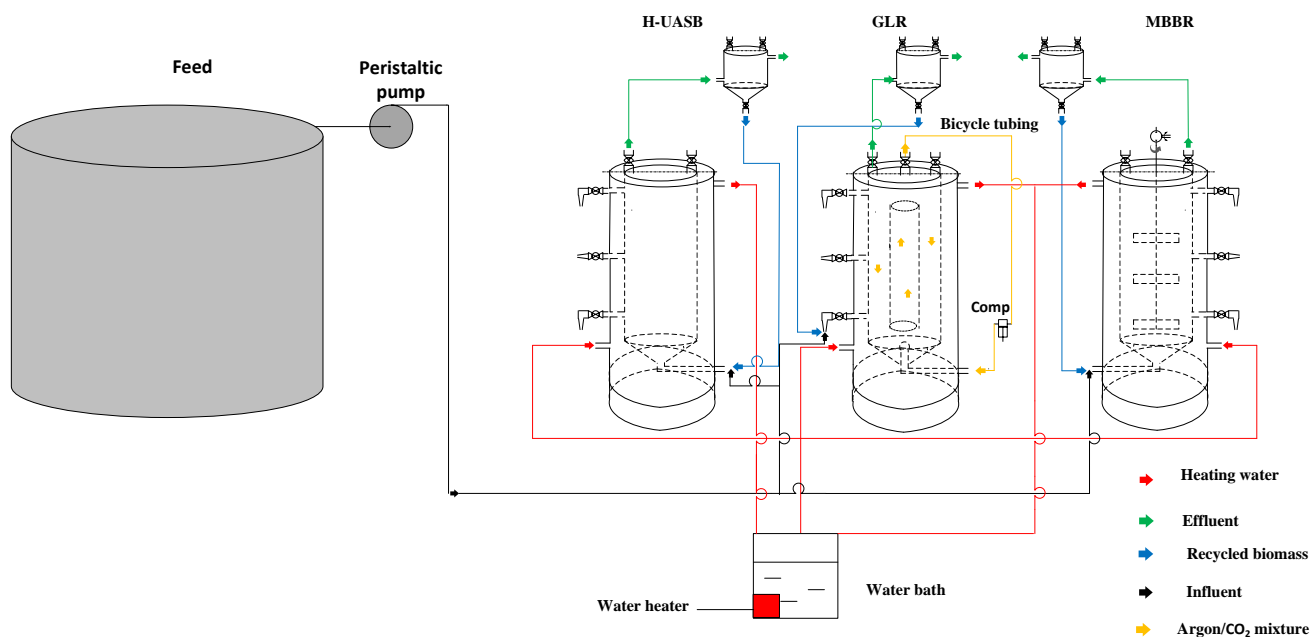 H-UASB
GLR
MBBR
Feed
Peristaltic
pump
Bicycle tubing
Comp
Heating water
Effluent
Recycled biomass
Influent
Argon/CO₂ mixture
Water bath
Water heater